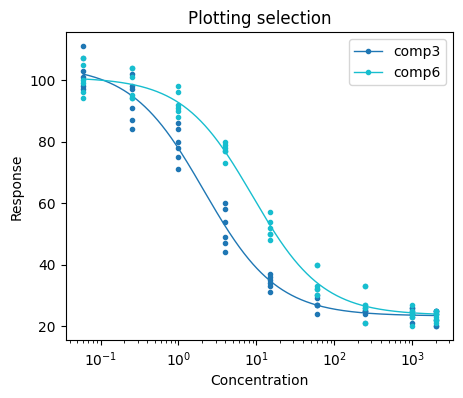 Plotting selection
comp3
comp6
Response
100
80
60
40
20
10⁻¹ 10⁰ 10¹ 10² 10³
Concentration